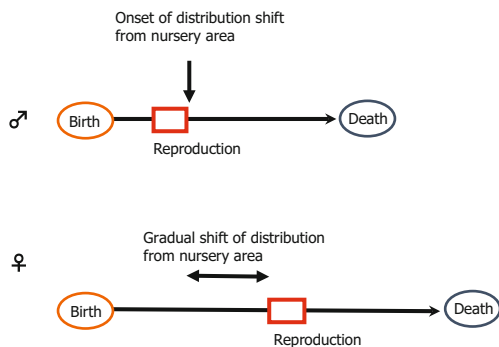 Onset of distribution shift
from nursery area
♂
Birth
Death
Reproduction
Gradual shift of distribution
from nursery area
♀
Birth
Death
Reproduction